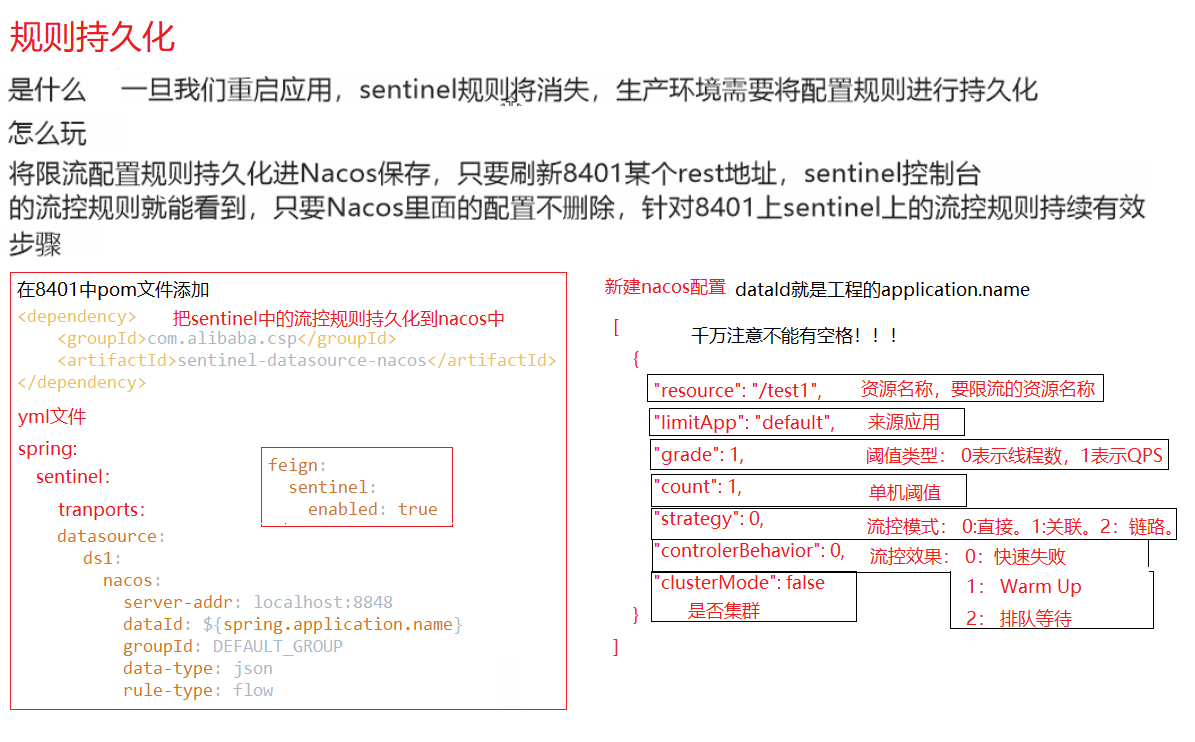 规则持久化
是什么 一旦我们重启应用，sentinel规则将消失，生产环境需要将配置规则进行持久化
怎么玩
将限流配置规则持久化进Nacos保存，只要刷新8401某个rest地址，sentinel控制台
的流控规则就能看到，只要Nacos里面的配置不删除，针对8401上sentinel上的流控规则持续有效
步骤
在8401中pom文件添加
<dependency> 把sentinel中的流控规则持久化到nacos中
<groupId>com.alibaba.csp</groupId>
<artifactId>sentinel-datasource-nacos</artifactId>
</dependency>
yml文件
spring:
sentinel:
tranports:
datasource:
ds1:
nacos:
server-addr: localhost:8848
dataId: ${spring.application.name}
groupId: DEFAULT_GROUP
data-type: json
rule-type: flow
feign:
sentinel:
enabled: true
新建nacos配置 dataId就是工程的application.name
[
千万注意不能有空格！！！
{
"resource": "/test1", 资源名称，要限流的资源名称
"limitApp": "default", 来源应用
"grade": 1, 阈值类型： 0表示线程数，1表示QPS
"count": 1, 单机阈值
"strategy": 0, 流控模式： 0:直接。1:关联。2： 链路。
"controlerBehavior": 0, 流控效果： 0： 快速失败
"clusterMode": false 1： Warm Up
} 是否集群 2： 排队等待
]